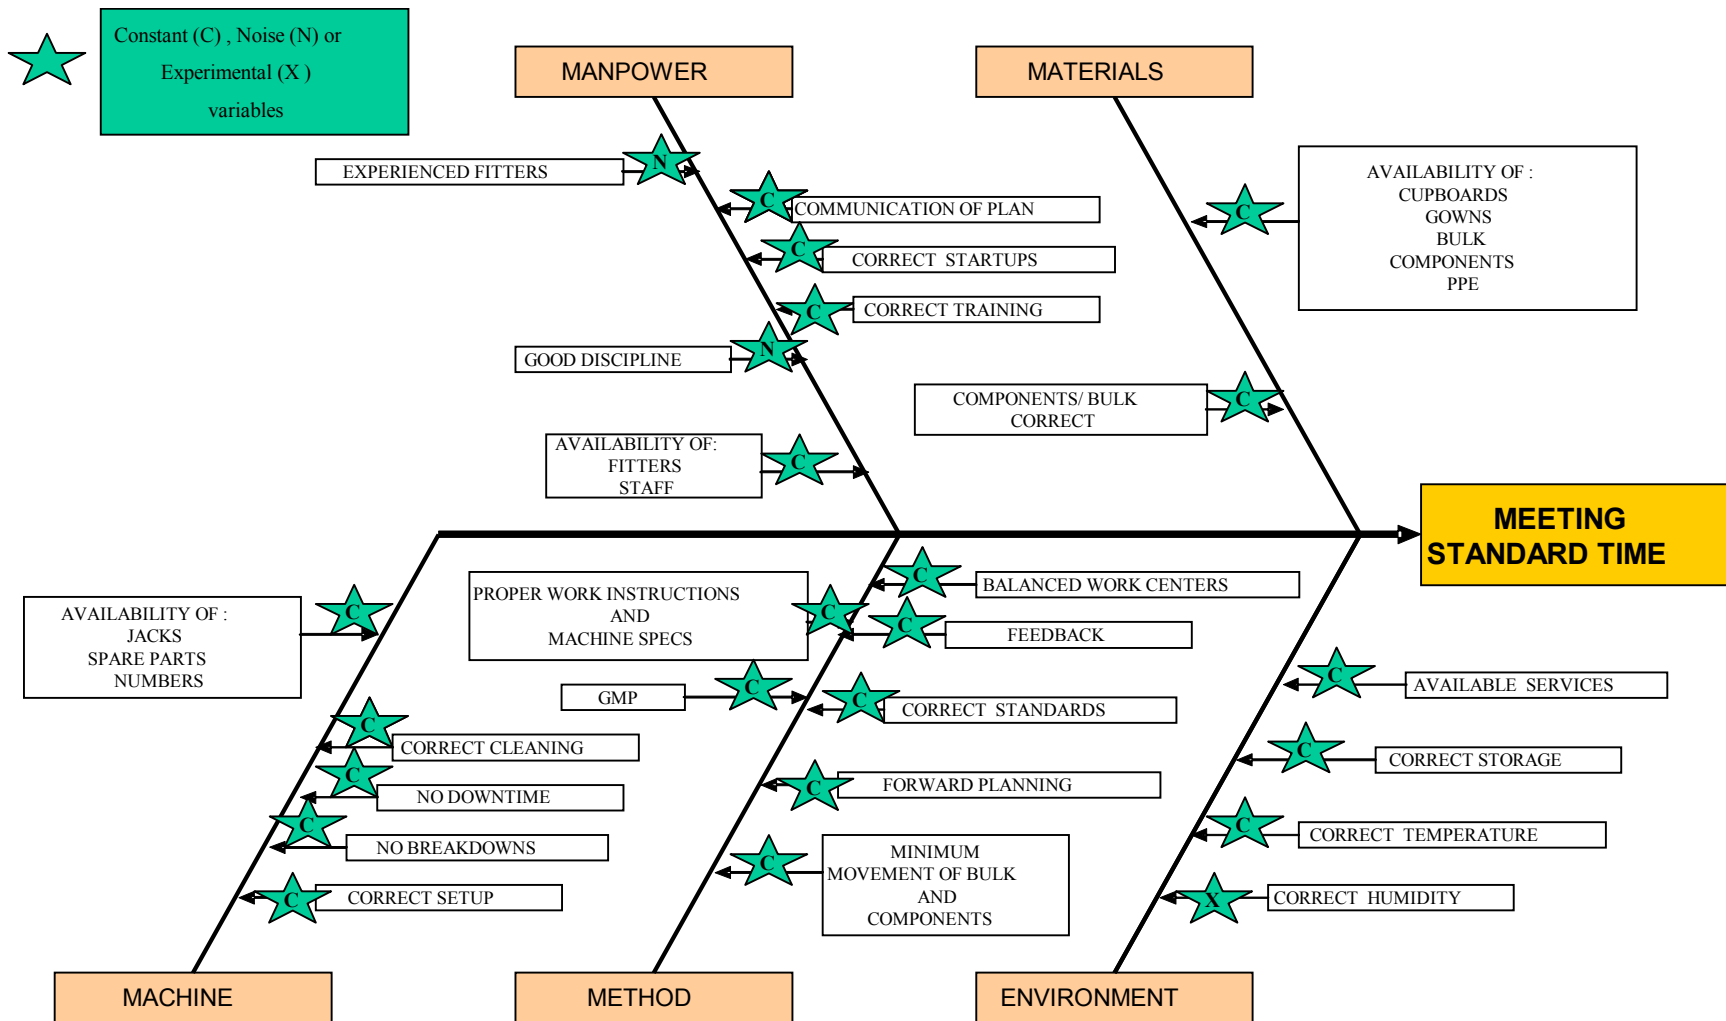 Constant (C) , Noise (N) or
Experimental (X )
variables
MANPOWER
MATERIALS
EXPERIENCED FITTERS
N
C
COMMUNICATION OF PLAN
C
CORRECT STARTUPS
C
CORRECT TRAINING
GOOD DISCIPLINE
N
AVAILABILITY OF:
FITTERS
STAFF
C
C
AVAILABILITY OF :
CUPBOARDS
GOWNS
BULK
COMPONENTS
PPE
COMPONENTS/ BULK
CORRECT
C
MEETING
STANDARD TIME
AVAILABILITY OF :
JACKS
SPARE PARTS
NUMBERS
C
C
CORRECT CLEANING
C
NO DOWNTIME
C
NO BREAKDOWNS
C
CORRECT SETUP
PROPER WORK INSTRUCTIONS
AND
MACHINE SPECS
C
C
BALANCED WORK CENTERS
C
FEEDBACK
GMP
C
C
CORRECT STANDARDS
C
FORWARD PLANNING
C
MINIMUM
MOVEMENT OF BULK
AND
COMPONENTS
C
AVAILABLE SERVICES
C
CORRECT STORAGE
C
CORRECT TEMPERATURE
X
CORRECT HUMIDITY
MACHINE
METHOD
ENVIRONMENT